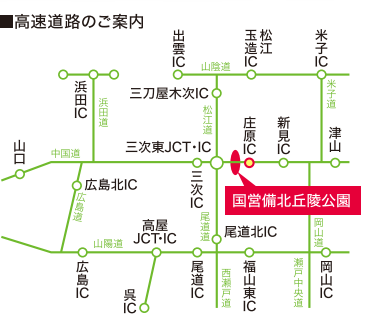 ■高速道路のご案内
出雲IC
玉造IC
松江
米子IC
山陰道
浜田IC
浜田道
三刀屋木次IC
松江道
米子道
三次東JCT・IC
庄原IC
新見IC
津山
山口
中国道
広島北IC
広島道
三次IC
国営備北丘陵公園
高屋JCT・IC
尾道道
尾道北IC
岡山道
山陽道
広島IC
尾道IC
西瀬戸道
福山東IC
瀬戸中央道
岡山IC
呉IC